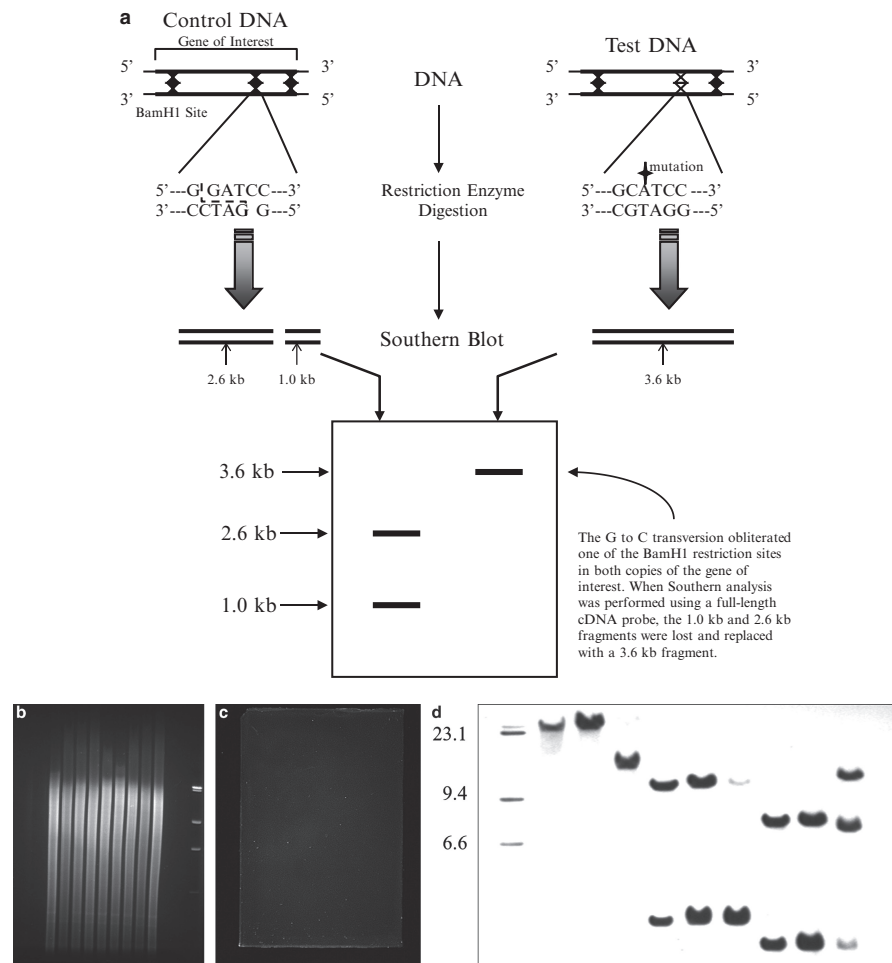 a
Control DNA
Gene of Interest
5’ 3’
3’ 5’
BamH1 Site
DNA
Test DNA
5’ 3’
3’ 5’
mutation
5’---G GATCC---3’
3’---CCTAG G---5’
Restriction Enzyme
Digestion
5’---GCATCC ---3’
3’---CGTAGG---5’
Southern Blot
2.6 kb 1.0 kb
3.6 kb
3.6 kb
2.6 kb
1.0 kb
The G to C transversion obliterated
one of the BamH1 restriction sites
in both copies of the gene of
interest. When Southern analysis
was performed using a full-length
cDNA probe, the 1.0 kb and 2.6 kb
fragments were lost and replaced
with a 3.6 kb fragment.
b
c
d
23.1
9.4
6.6